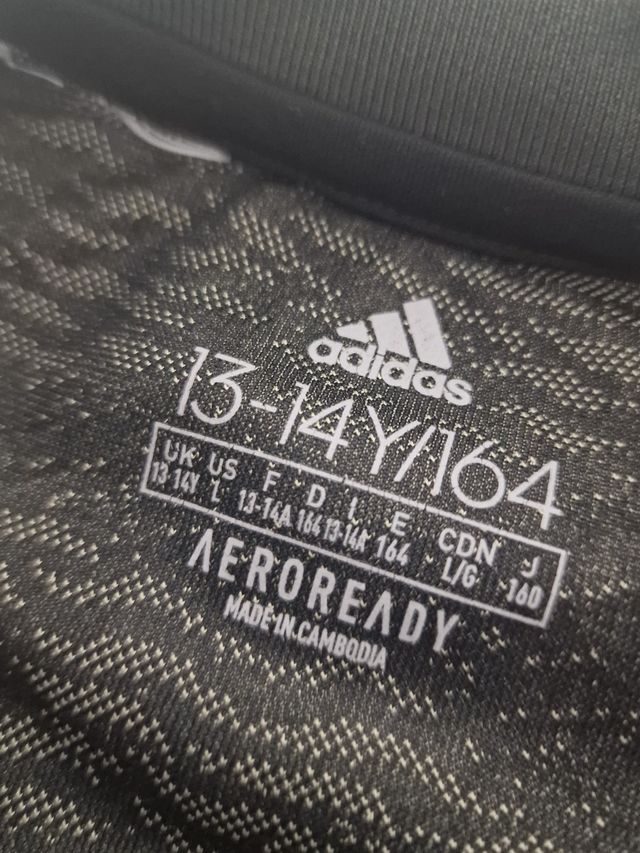 adidas
13-14Y/164
UK US F D I E CDN J
13-14Y L 13-14A 164 13-14A 164 L/G 160
AEROREADY
MADE IN CAMBODIA